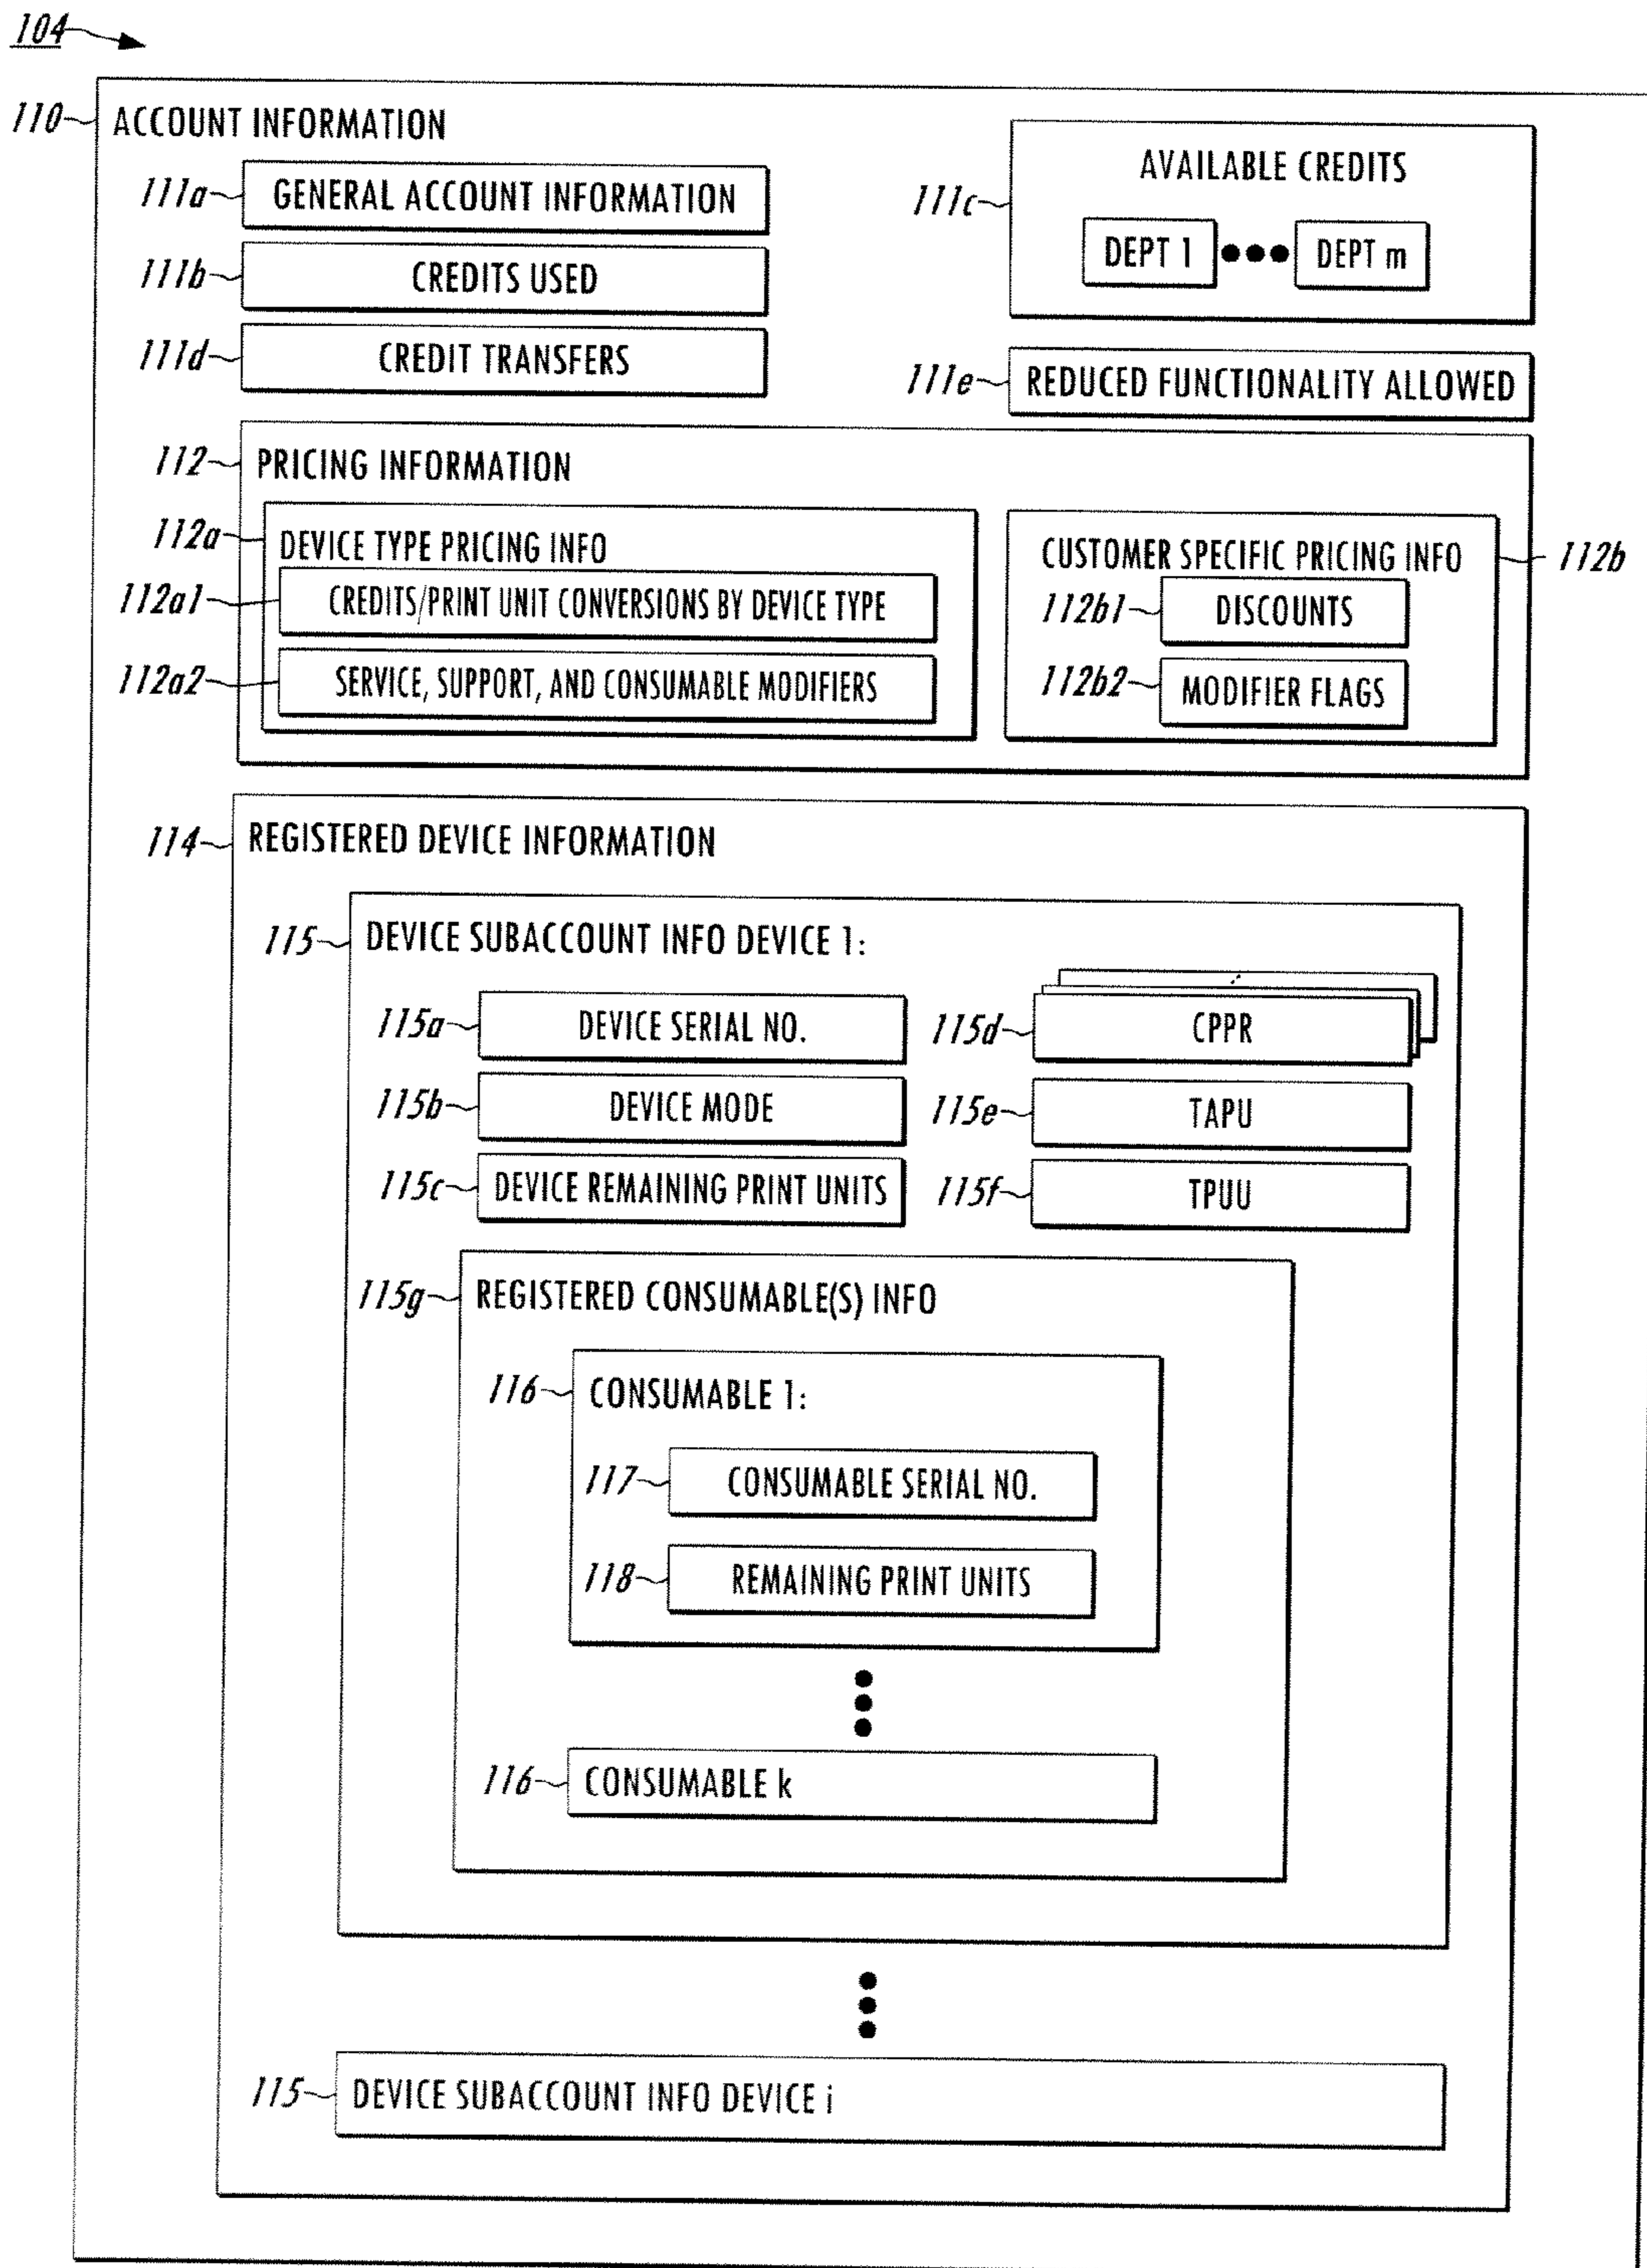 104
110 ACCOUNT INFORMATION
111a GENERAL ACCOUNT INFORMATION
111b CREDITS USED
111d CREDIT TRANSFERS
111c AVAILABLE CREDITS
DEPT 1 ••• DEPT m
111e REDUCED FUNCTIONALITY ALLOWED
112 PRICING INFORMATION
112a DEVICE TYPE PRICING INFO
112a1 CREDITS/PRINT UNIT CONVERSIONS BY DEVICE TYPE
112a2 SERVICE, SUPPORT, AND CONSUMABLE MODIFIERS
CUSTOMER SPECIFIC PRICING INFO 112b
112b1 DISCOUNTS
112b2 MODIFIER FLAGS
114 REGISTERED DEVICE INFORMATION
115 DEVICE SUBACCOUNT INFO DEVICE 1:
115a DEVICE SERIAL NO.
115b DEVICE MODE
115c DEVICE REMAINING PRINT UNITS
115d CPPR
115e TAPU
115f TPUU
115g REGISTERED CONSUMABLE(S) INFO
116 CONSUMABLE 1:
117 CONSUMABLE SERIAL NO.
118 REMAINING PRINT UNITS
116 CONSUMABLE k
115 DEVICE SUBACCOUNT INFO DEVICE i